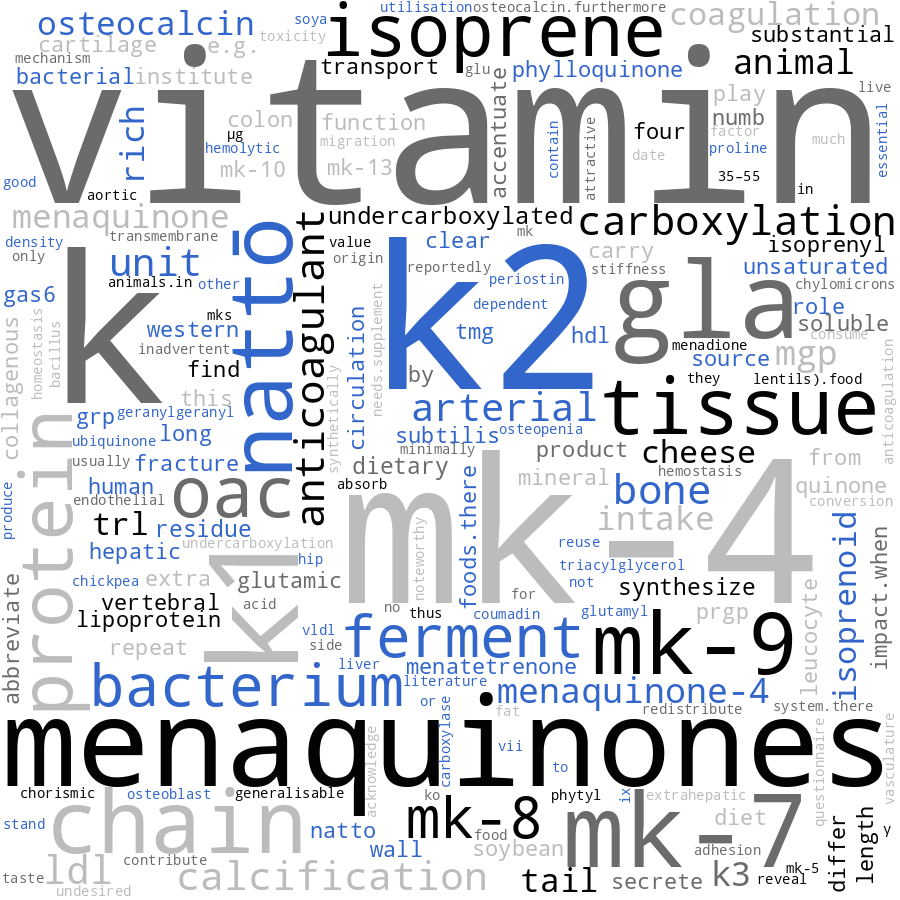 utilisation
osteocalcin.furthermore
soya
osteocalcin
isoprene
coagulation
toxicity
substantial
cartilage
e.g.
mechanism
transport
glu
phylloquinone
animal
bacterial
institute
vitamin
live
rich
colon
µg
function
accentuate
play
numb
contain
attractive
four
factor
essential
hemolytic
migration
proline
much
mk-10
mk-13
date
35–55
good
aortic
in
menaquinone
undercarboxylated
carboxylation
transmembrane
mk
density
only
natto
nattō
anticoagulant
value
clear
isoprenyl
origin
carry
unit
reportedly
stiffness
unsaturated
k
k2
gla
animals.in
other
periostin
chylomicrons
gas6
dependent
role
mks
soluble
western
tmg
hdl
consume
menadione
inadvertent
mgp
source
homeostasis
bacillus
collagenous
circulation
needs.supplement
find
by
they
lentils).food
anticoagulation
this
tissue
synthetically
grp
geranylgeranyl
arterial
long
subtilis
osteopenia
ubiquinone
protein
minimally
product
cheese
from
usually
fracture
dietary
hemostasis
mineral
human
oac
absorb
mk-4
bone
quinone
produce
endothelial
conversion
trl
residue
noteworthy
foods.there
intake
isoprenoid
impact.when
undercarboxylation
reuse
hepatic
k1
hip
triacylglycerol
chickpea
extra
glutamic
not
synthesize
abbreviate
vertebral
acid
no
thus
for
coumadin
glutamyl
prgp
leucocyte
lipoprotein
vldl
side
ferment
mk-9
repeat
liver
menatetrenone
bacterium
literature
menaquinone-4
or
carboxylase
fat
redistribute
system.there
menaquinones
vii
acknowledge
questionnaire
vasculature
to
chorismic
osteoblast
generalisable
ko
phytyl
ix
extrahepatic
chain
stand
natto
mk-8
food
mk-7
diet
differ
length
y
wall
soybean
adhesion
contribute
taste
ldl
undesired
calcification
tail
secrete
k3
reveal
mk-5